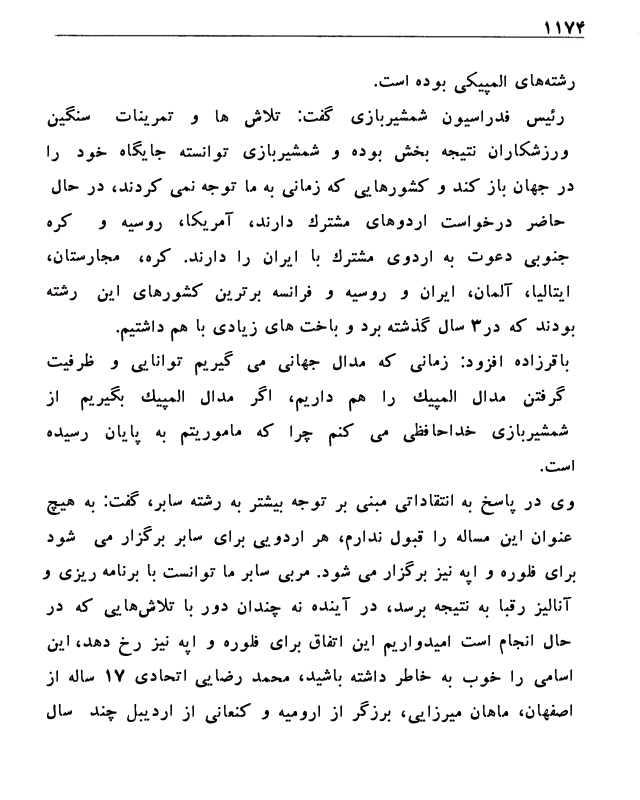 ۱۱۷۴
رشته‌های المپیکی بوده است.
رئیس فدراسیون شمشیربازی گفت: تلاش ها و تمرینات سنگین
ورزشکاران نتیجه بخش بوده و شمشیربازی توانسته جایگاه خود را
در جهان باز کند و کشورهایی که زمانی به ما توجه نمی کردند، در حال
حاضر درخواست اردوهای مشترك دارند، آمریکا، روسیه و کره
جنوبی دعوت به اردوی مشترك با ایران را دارند. کره، مجارستان،
ایتالیا، آلمان، ایران و روسیه و فرانسه برترین کشورهای این رشته
بودند که در۳ سال گذشته برد و باخت های زیادی با هم داشتیم.
باقرزاده افزود: زمانی که مدال جهانی می گیریم توانایی و ظرفیت
گرفتن مدال المپیك را هم داریم، اگر مدال المپیك بگیریم از
شمشیربازی خداحافظی می کنم چرا که ماموریتم به پایان رسیده
است.
وی در پاسخ به انتقاداتی مبنی بر توجه بیشتر به رشته سابر، گفت: به هیچ
عنوان این مساله را قبول ندارم، هر اردویی برای سابر برگزار می شود
برای فلوره و اپه نیز برگزار می شود. مربی سابر ما توانست با برنامه ریزی و
آنالیز رقبا به نتیجه برسد، در آینده نه چندان دور با تلاش‌هایی که در
حال انجام است امیدواریم این اتفاق برای فلوره و اپه نیز رخ دهد، این
اسامی را خوب به خاطر داشته باشید، محمد رضایی اتحادی ۱۷ ساله از
اصفهان، ماهان میرزایی، برزگر از ارومیه و کنعانی از اردبیل چند سال